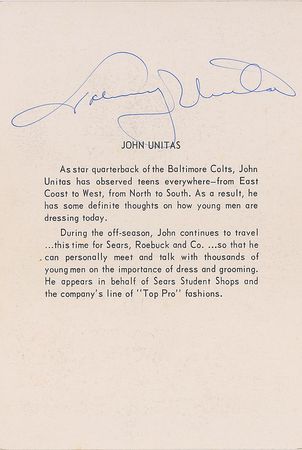 Johnny Unitas
JOHN UNITAS
As star quarterback of the Baltimore Colts, John
Unitas has observed teens everywhere—from East
Coast to West, from North to South. As a result, he
has some definite thoughts on how young men are
dressing today.
During the off-season, John continues to travel
...this time for Sears, Roebuck and Co. ...so that he
can personally meet and talk with thousands of
young men on the importance of dress and grooming.
He appears in behalf of Sears Student Shops and
the company's line of "Top Pro" fashions.